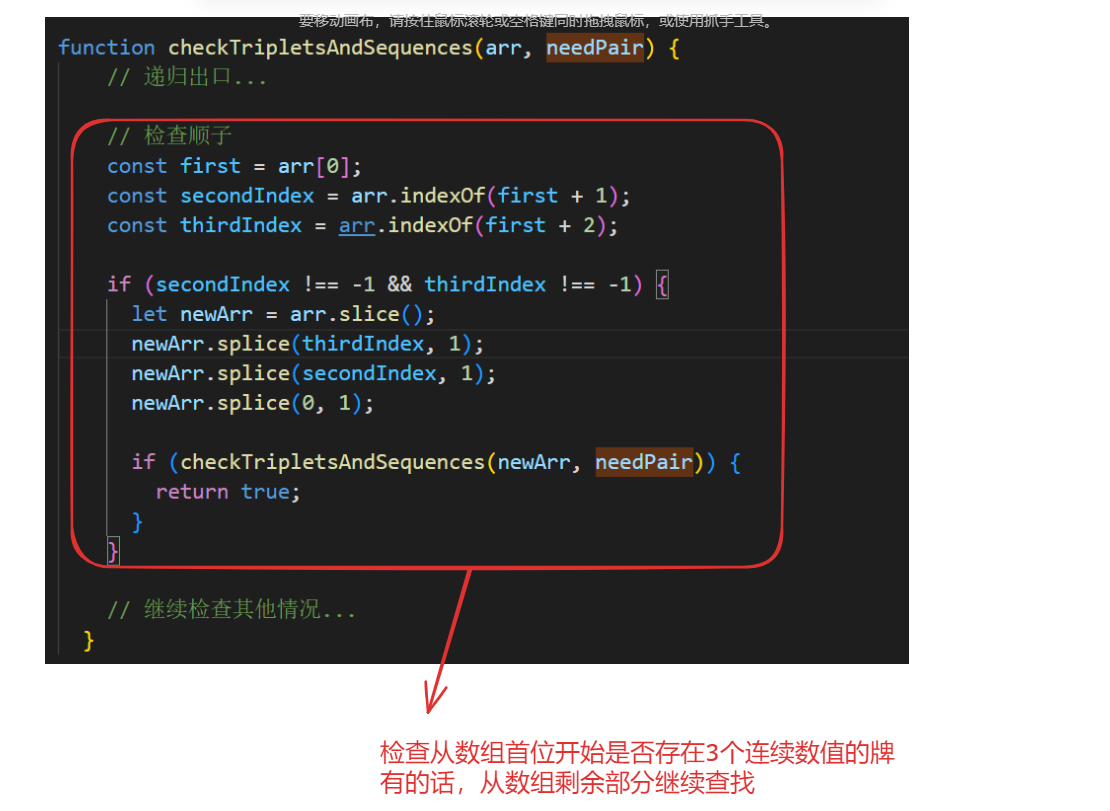 要移动画布，请按住鼠标滚轮或空格键同时拖拽鼠标，或使用抓手工具。
function checkTripletsAndSequences(arr, needPair) {
// 递归出口...
// 检查顺子
const first = arr[0];
const secondIndex = arr.indexOf(first + 1);
const thirdIndex = arr.indexOf(first + 2);
if (secondIndex !== -1 && thirdIndex !== -1) {
let newArr = arr.slice();
newArr.splice(thirdIndex, 1);
newArr.splice(secondIndex, 1);
newArr.splice(0, 1);
if (checkTripletsAndSequences(newArr, needPair)) {
return true;
}
}
// 继续检查其他情况...
}
检查从数组首位开始是否存在3个连续数值的牌
有的话，从数组剩余部分继续查找